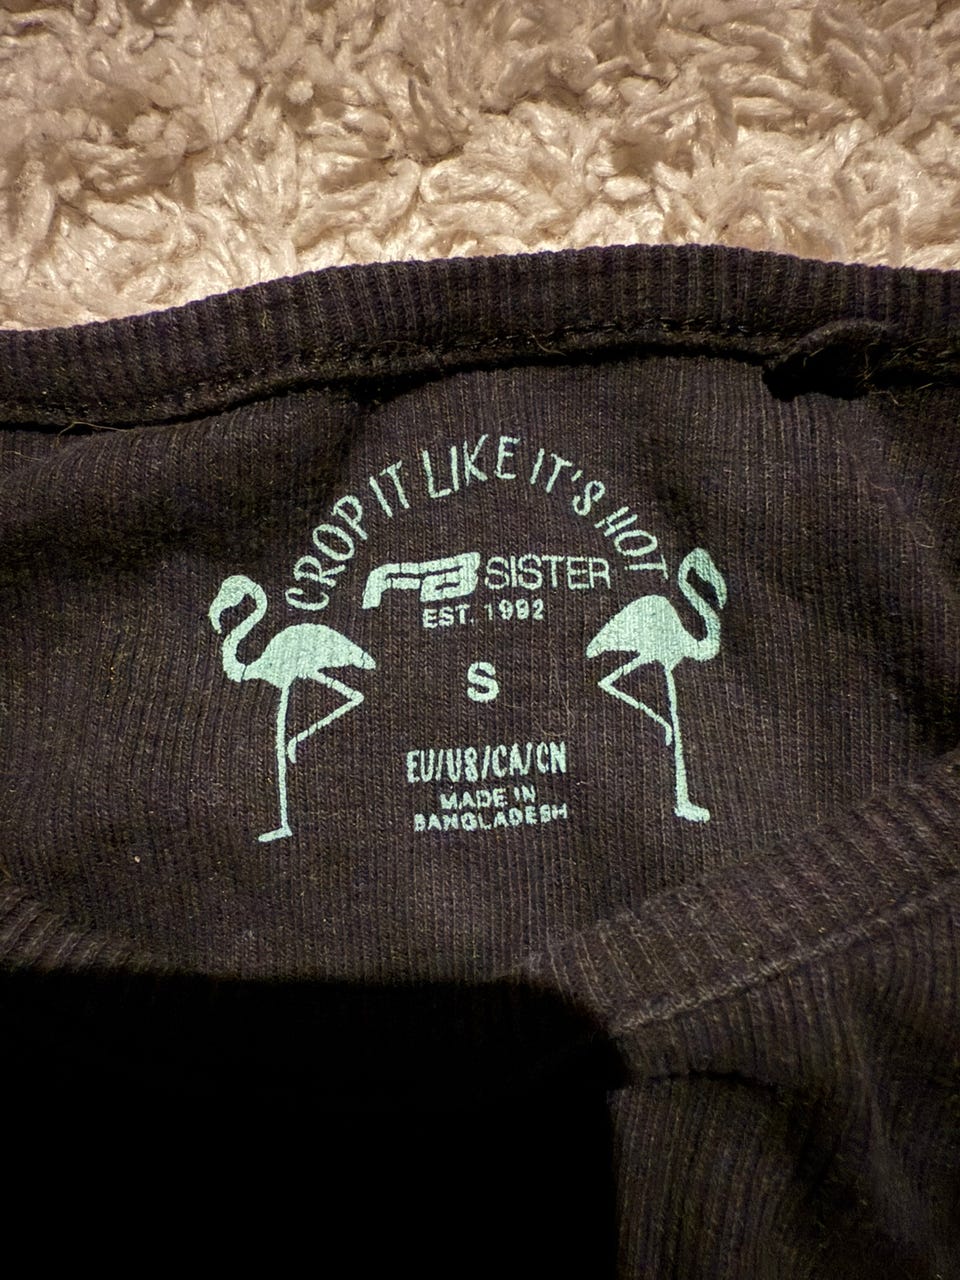 CROP IT LIKE IT'S HOT
FB SISTER
EST. 1992
S
EU/US/CA/CN
MADE IN
BANGLADESH